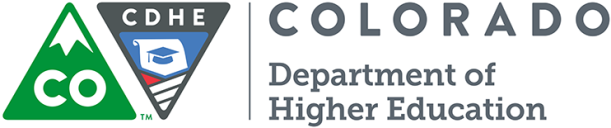 CO
TM
CDHE
COLORADO
Department of
Higher Education